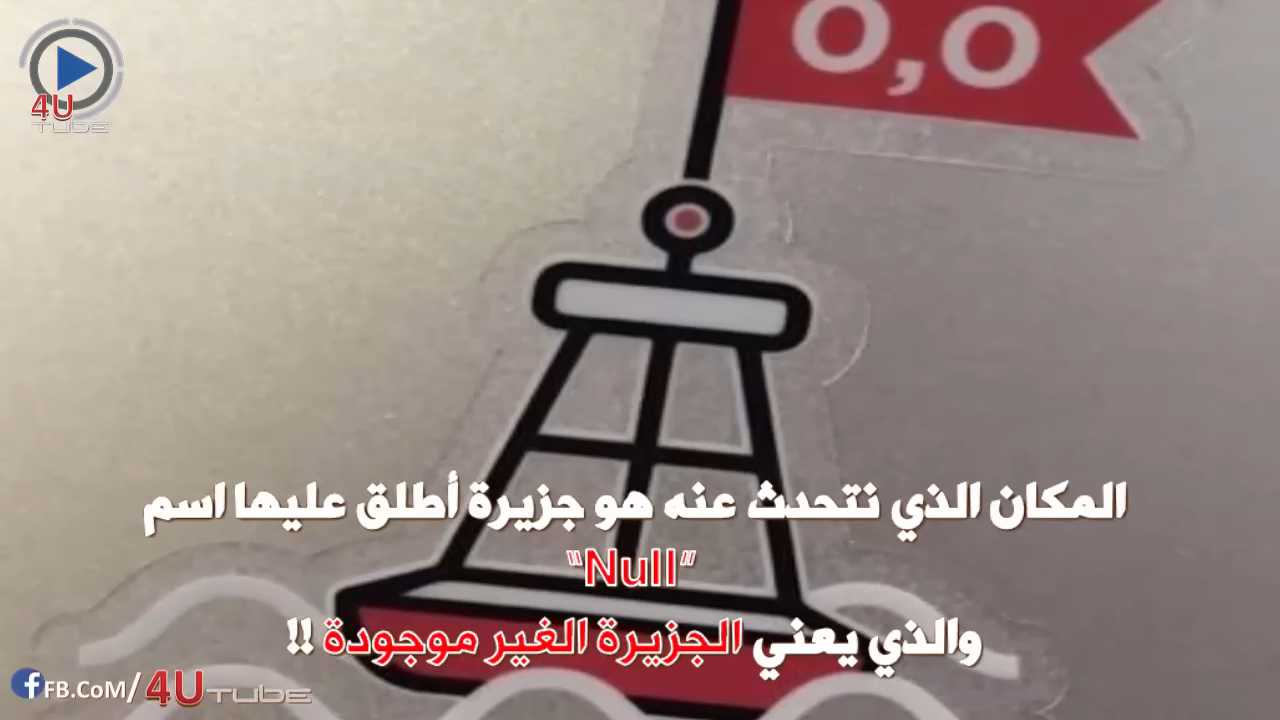 0,0
4U
TUBE
المكان الذي نتحدث عنه هو جزيرة أطلق عليها اسم
“Null”
والذي يعني الجزيرة الغير موجودة !!
FB.CoM/4UTUBE